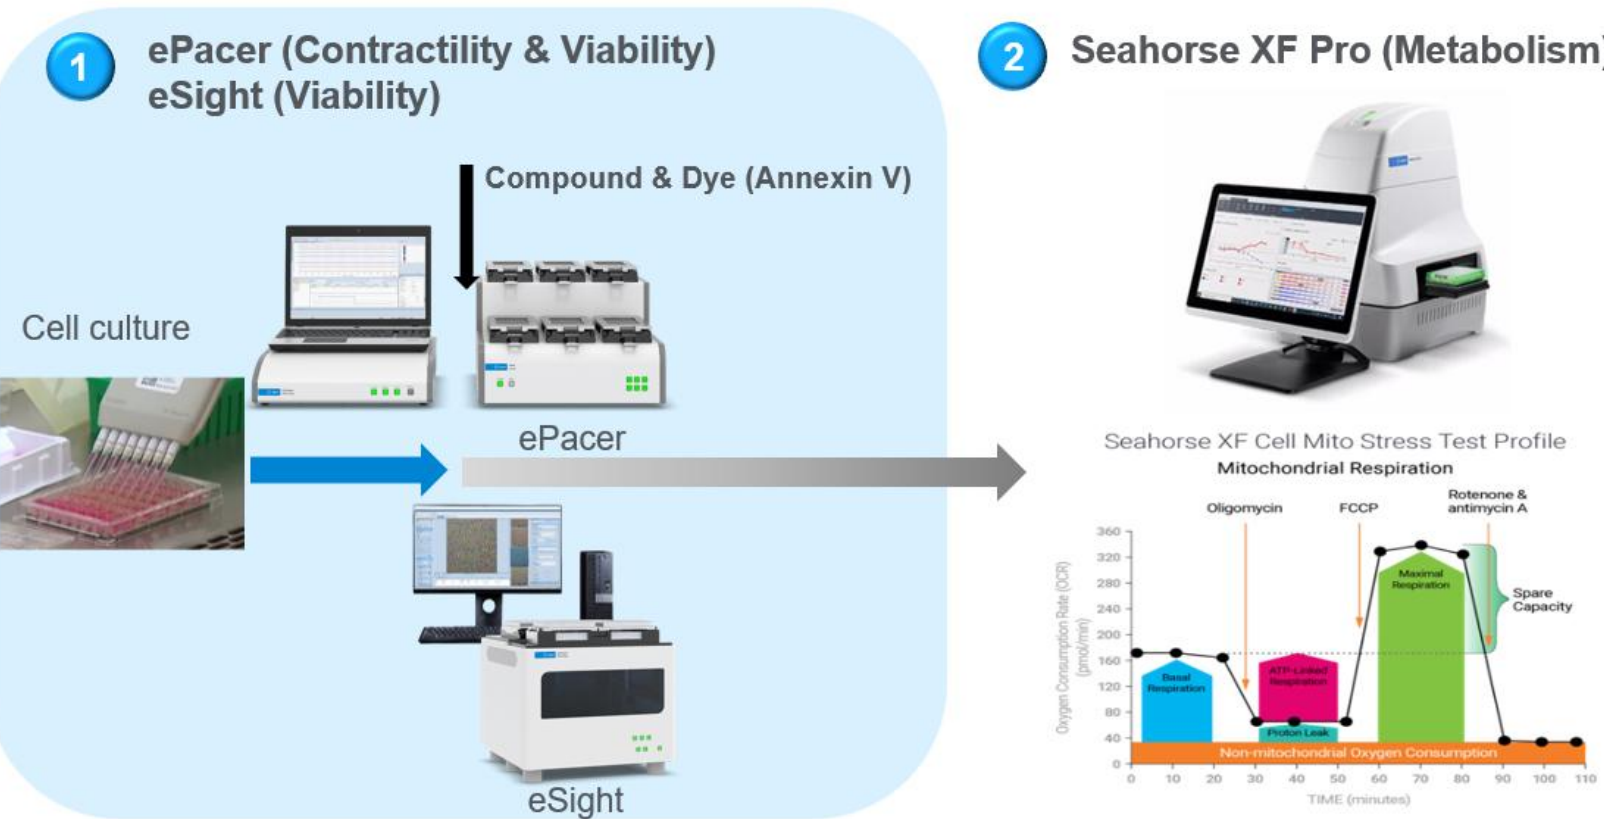 1
ePacer (Contractility & Viability)
eSight (Viability)
Compound & Dye (Annexin V)
Cell culture
ePacer
eSight
2
Seahorse XF Pro (Metabolism)
Seahorse XF Cell Mito Stress Test Profile
Mitochondrial Respiration
Oligomycin
FCCP
Rotenone &
antimycin A
Oxygen Consumption Rate (OCR)
(pmol/min)
360
320
280
240
200
160
120
80
40
0
Basal
Respiration
ATP-Linked
Respiration
Proton Leak
Maximal
Respiration
Spare
Capacity
Non-mitochondrial Oxygen Consumption
0 10 20 30 40 50 60 70 80 90 100 110
TIME (minutes)